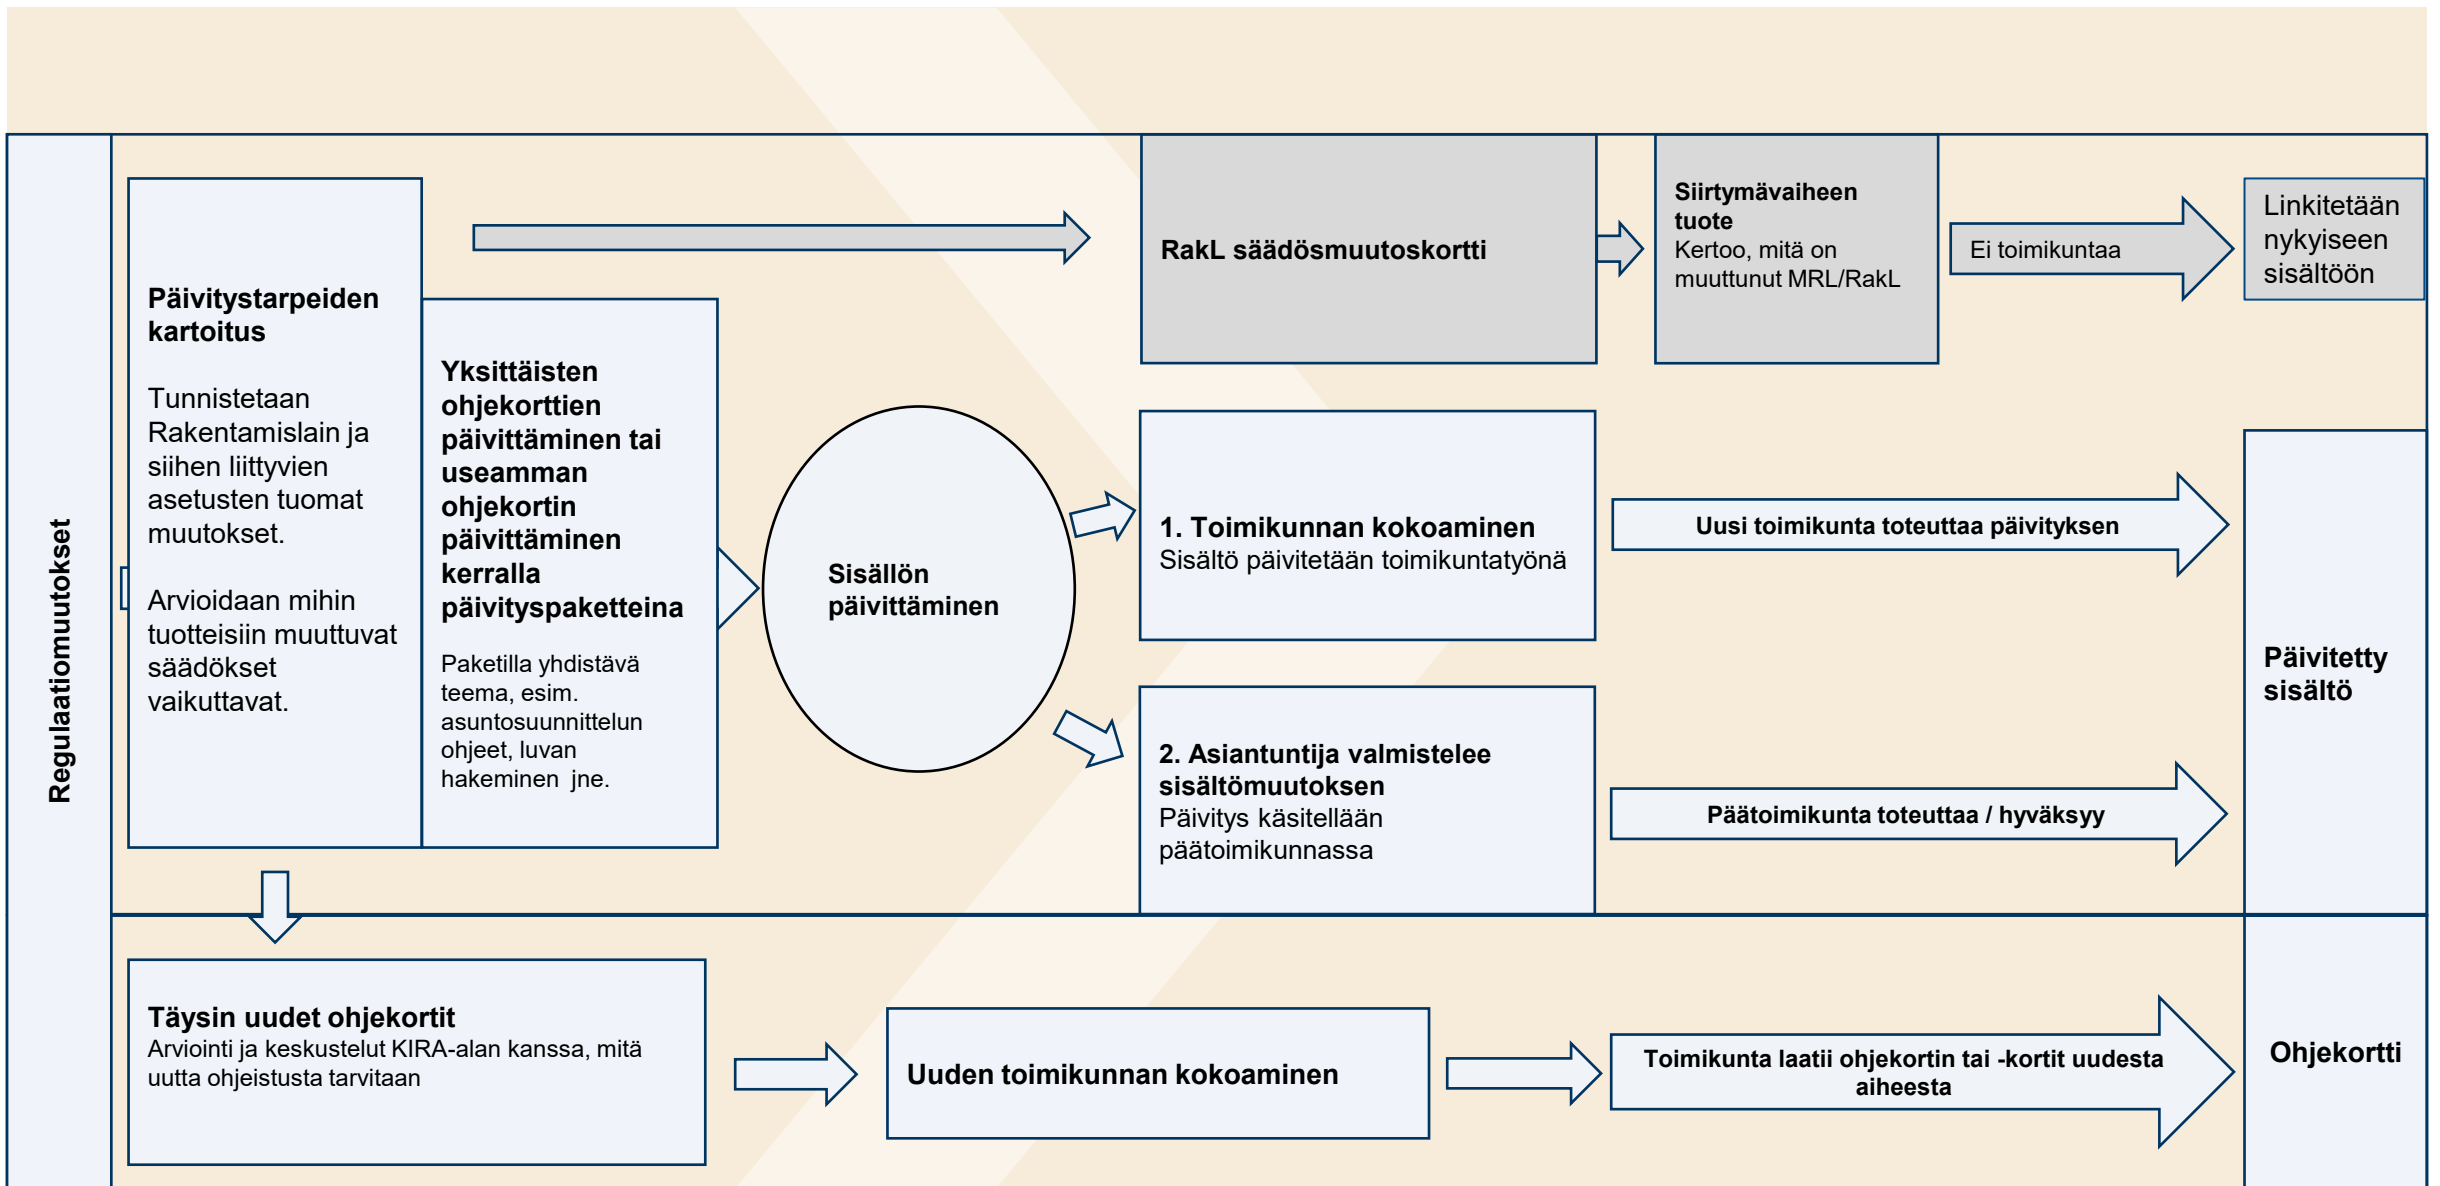 Regulaatiomuutokset
Päivitystarpeiden
kartoitus
Tunnistetaan
Rakentamislain ja
siihen liittyvien
asetusten tuomat
muutokset.
Arvioidaan mihin
tuotteisiin muuttuvat
säädökset
vaikuttavat.
Yksittäisten
ohjekorttien
päivittäminen tai
useamman
ohjekortin
päivittäminen
kerralla
päivityspaketteina
Paketilla yhdistävä
teema, esim.
asuntosuunnittelun
ohjeet, luvan
hakeminen jne.
Sisällön
päivittäminen
RakL säädösmuutoskortti
Siirtymävaiheen
tuote
Kertoo, mitä on
muuttunut MRL/RakL
Ei toimikuntaa
Linkitetään
nykyiseen
sisältöön
1. Toimikunnan kokoaminen
Sisältö päivitetään toimikuntatyönä
Uusi toimikunta toteuttaa päivityksen
2. Asiantuntija valmistelee
sisältömuutoksen
Päivitys käsitellään
päätoimikunnassa
Päätoimikunta toteuttaa / hyväksyy
Päivitetty
sisältö
Täysin uudet ohjekortit
Arviointi ja keskustelut KIRA-alan kanssa, mitä
uutta ohjeistusta tarvitaan
Uuden toimikunnan kokoaminen
Toimikunta laatii ohjekortin tai -kortit uudesta
aiheesta
Ohjekortti